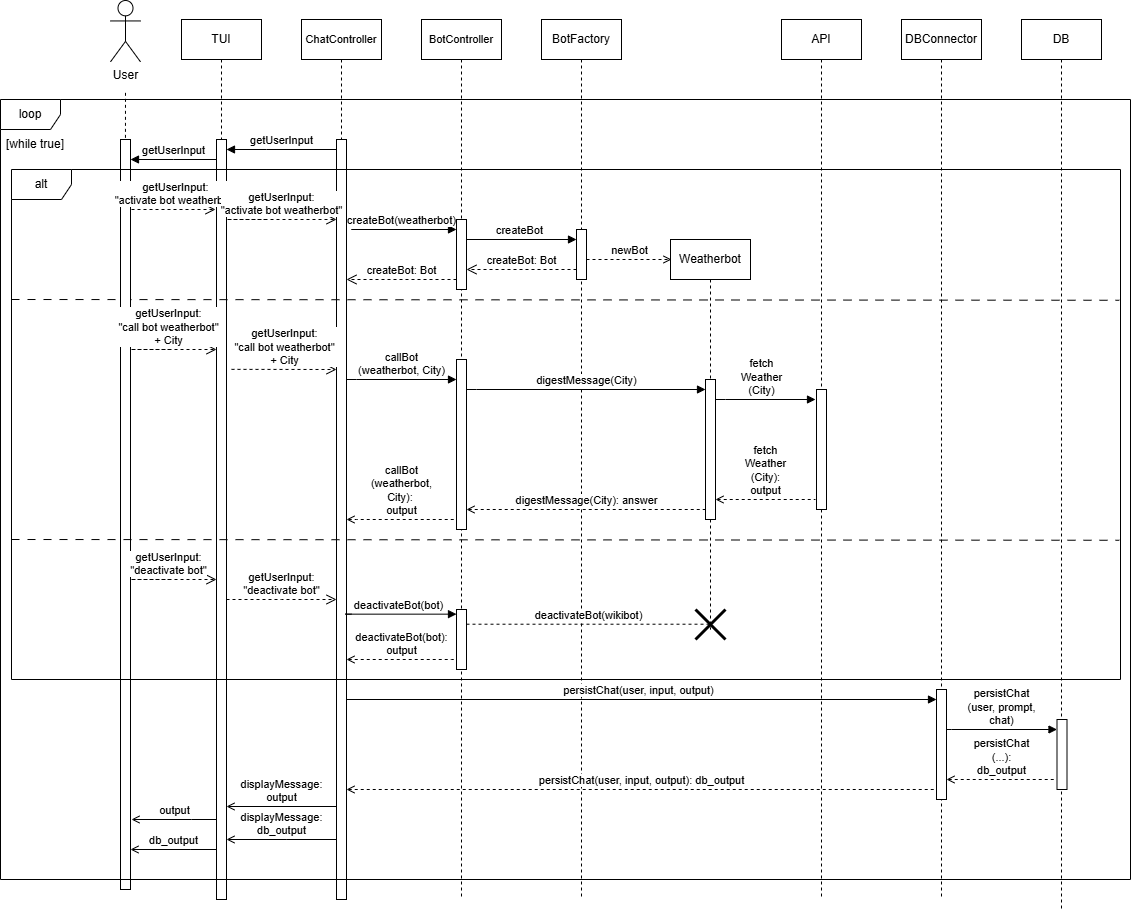 User
TUI
ChatController
BotController
BotFactory
API
DBConnector
DB
loop
[while true]
getUserInput
getUserInput
alt
getUserInput:
"activate bot weathert
getUserInput:
"activate bot weatherbot"
createBot(weatherbot)
createBot
newBot
Weatherbot
createBot: Bot
createBot: Bot
getUserInput:
"call bot weatherbot"
+ City
getUserInput:
"call bot weatherbot"
+ City
callBot
(weatherbot, City)
digestMessage(City)
fetch
Weather
(City)
fetch
Weather
(City):
output
digestMessage(City): answer
callBot
(weatherbot,
City):
output
getUserInput:
"deactivate bot"
getUserInput:
"deactivate bot"
deactivateBot(bot)
deactivateBot(wikibot)
deactivateBot(bot):
output
persistChat(user, input, output)
persistChat
(user, prompt,
chat)
persistChat
(...):
db_output
persistChat(user, input, output): db_output
displayMessage:
output
output
displayMessage:
db_output
db_output